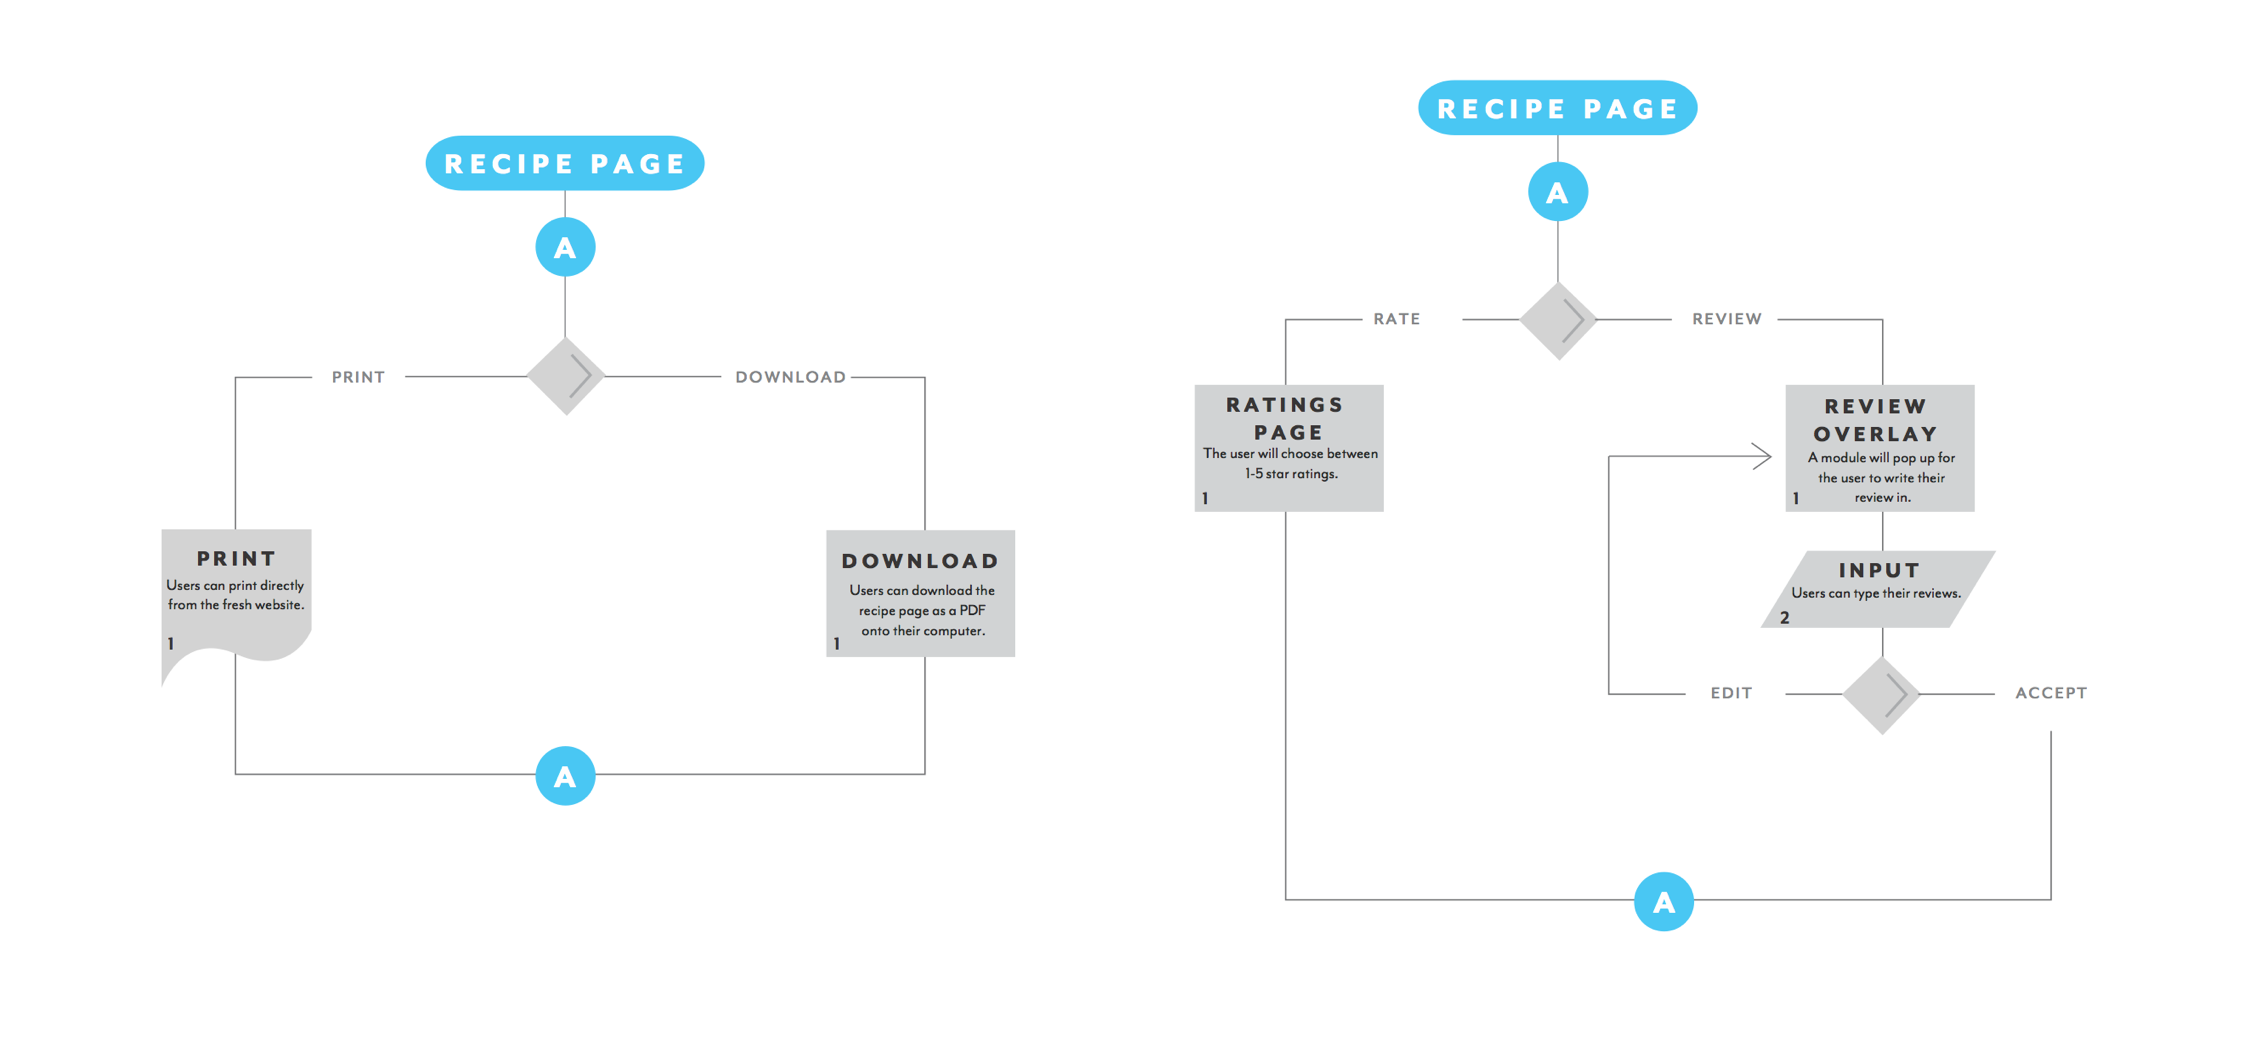 RECIPE PAGE
A
PRINT
DOWNLOAD
PRINT
Users can print directly
from the fresh website.
1
DOWNLOAD
Users can download the
recipe page as a PDF
onto their computer.
1
A
RECIPE PAGE
A
RATE
REVIEW
RATINGS
PAGE
The user will choose between
1-5 star ratings.
1
REVIEW
OVERLAY
A module will pop up for
the user to write their
review in.
1
INPUT
Users can type their reviews.
2
EDIT
ACCEPT
A